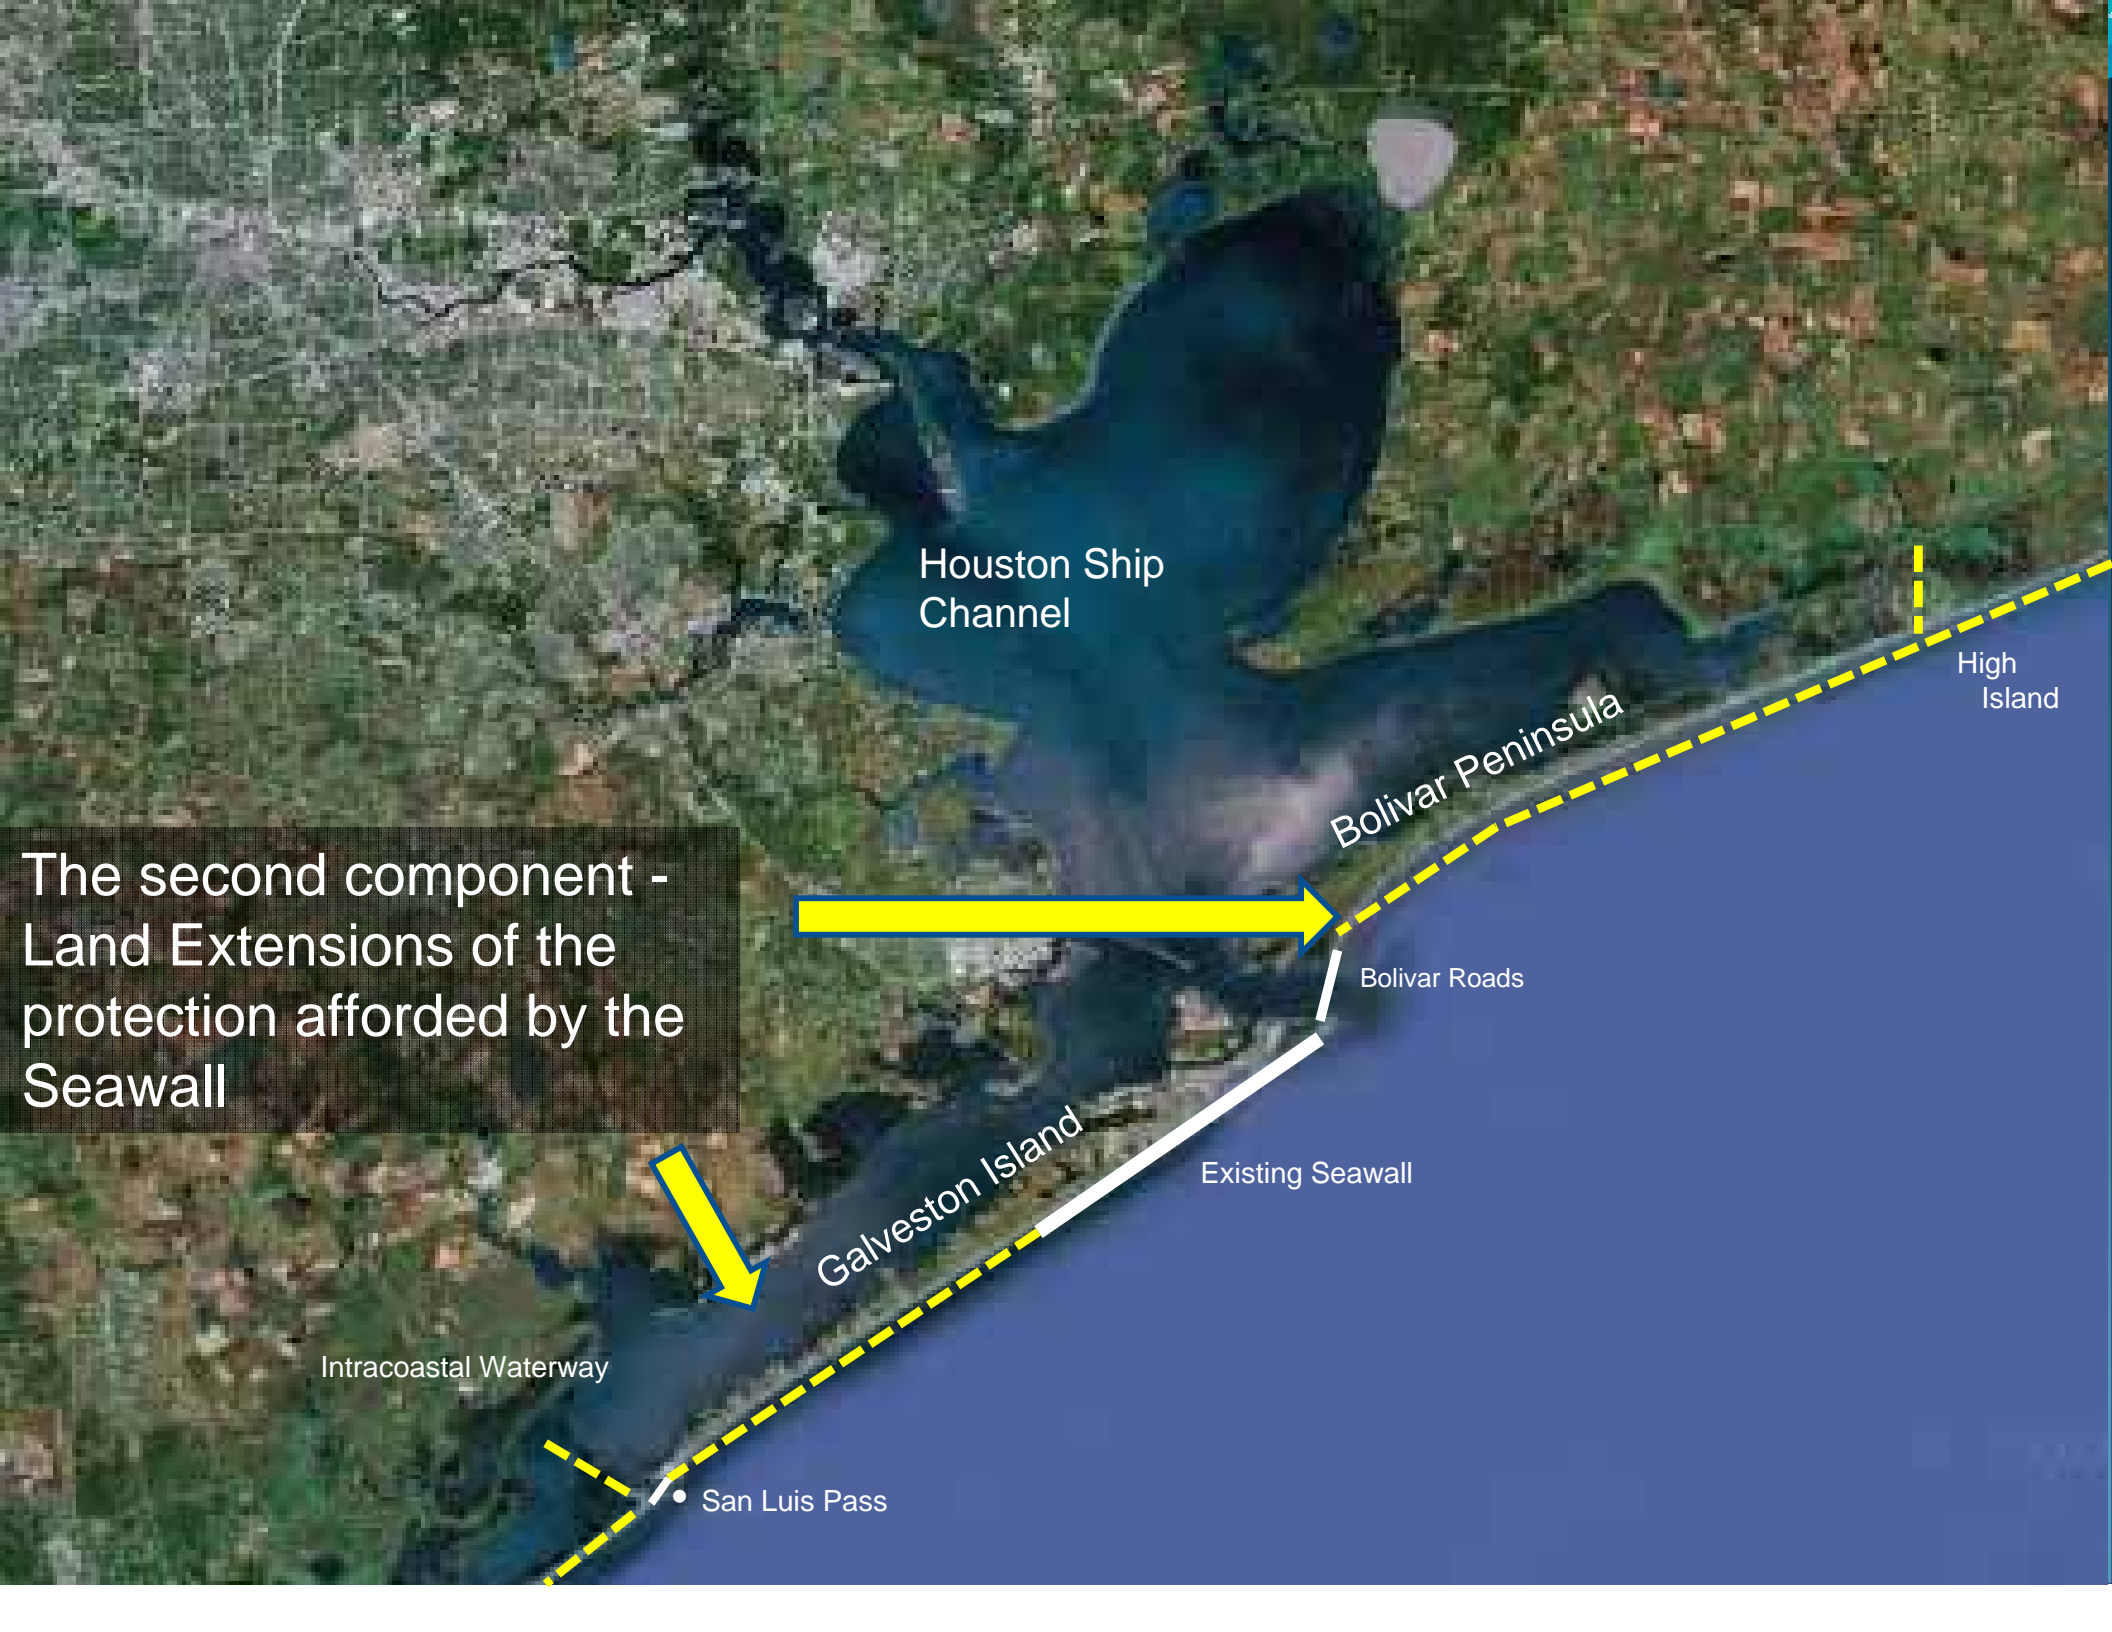 Houston Ship
Channel
High
Island
Bolivar Peninsula
The second component -
Land Extensions of the
protection afforded by the
Seawall
Bolivar Roads
Galveston Island
Existing Seawall
Intracoastal Waterway
San Luis Pass